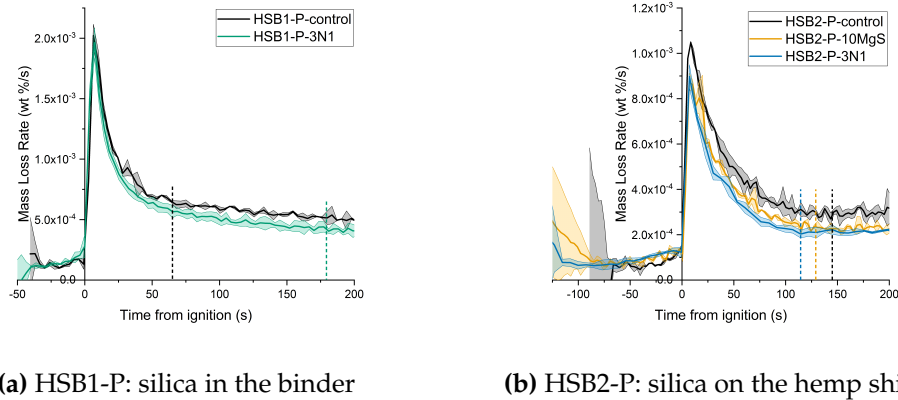 HSB1-P-control
HSB1-P-3N1
2.0x10⁻³
1.5x10⁻³
1.0x10⁻³
5.0x10⁻⁴
0.0
Mass Loss Rate (wt %/s)
-50 0 50 100 150 200
Time from ignition (s)
(a) HSB1-P: silica in the binder
HSB2-P-control
HSB2-P-10MgS
HSB2-P-3N1
1.2x10⁻³
1.0x10⁻³
8.0x10⁻⁴
6.0x10⁻⁴
4.0x10⁻⁴
2.0x10⁻⁴
0.0
Mass Loss Rate (wt %/s)
-100 -50 0 50 100 150 200
Time from ignition (s)
(b) HSB2-P: silica on the hemp shi